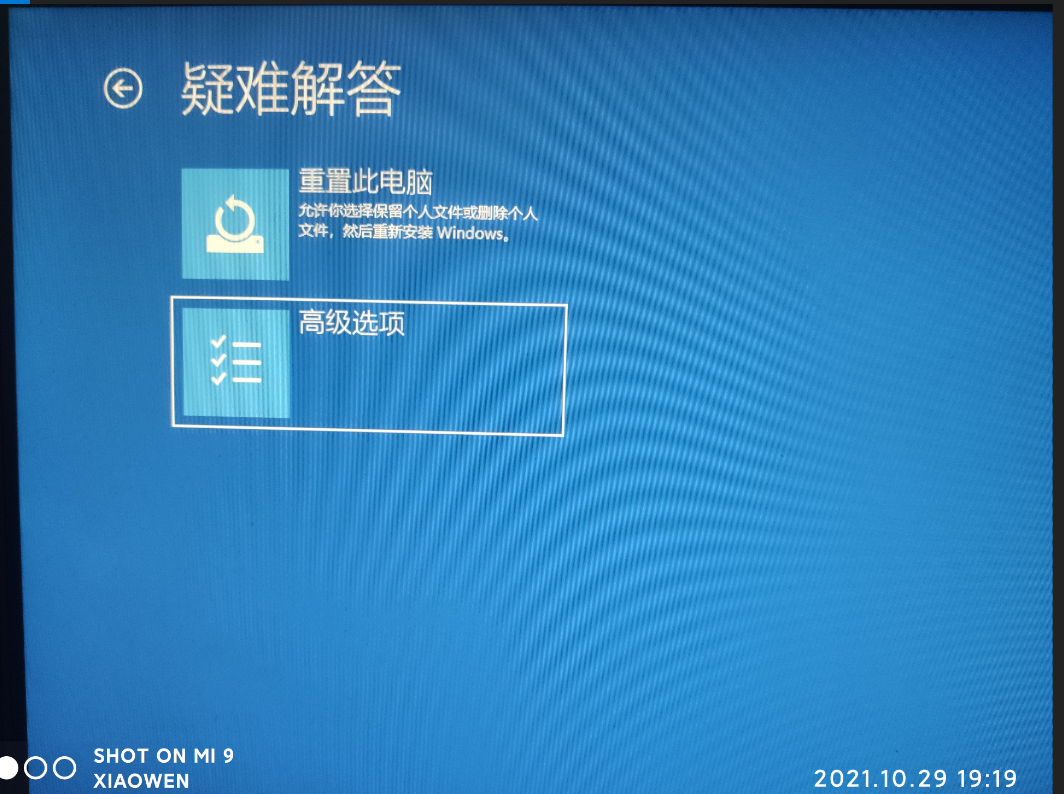 疑难解答
重置此电脑
允许你选择保留个人文件或删除个人
文件，然后重新安装 Windows。
高级选项
SHOT ON MI 9
XIAOWEN
2021.10.29 19:19